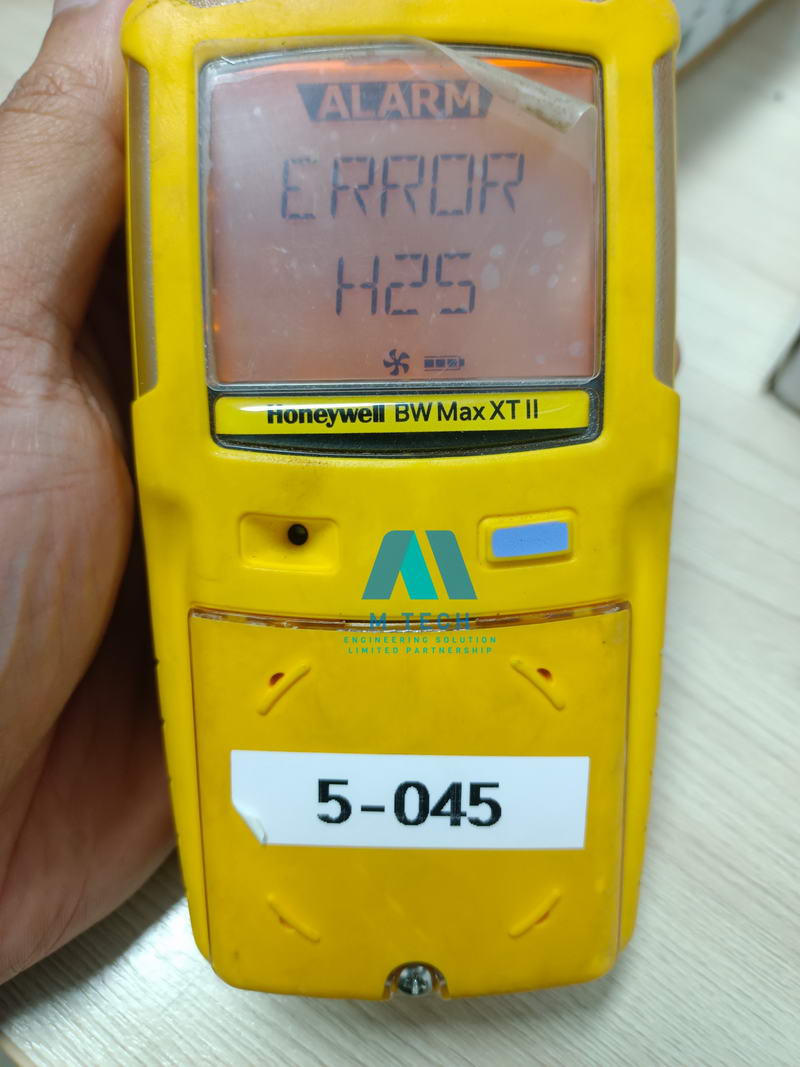 ALARM
ERROR
H2S
Honeywell BW Max XT II
M TECH
ENGINEERING SOLUTION
LIMITED PARTNERSHIP
5-045